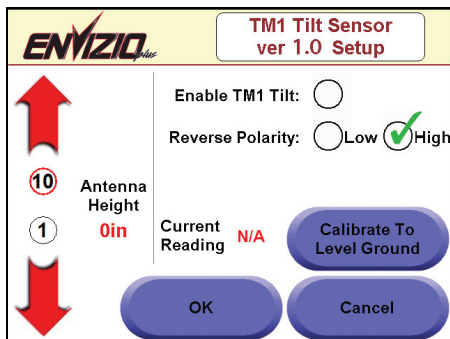 ENVIZIO plus
TM1 Tilt Sensor
ver 1.0 Setup
Enable TM1 Tilt:
Reverse Polarity: Low High
10
Antenna
Height
1
0in
Current
Reading
N/A
Calibrate To
Level Ground
OK
Cancel